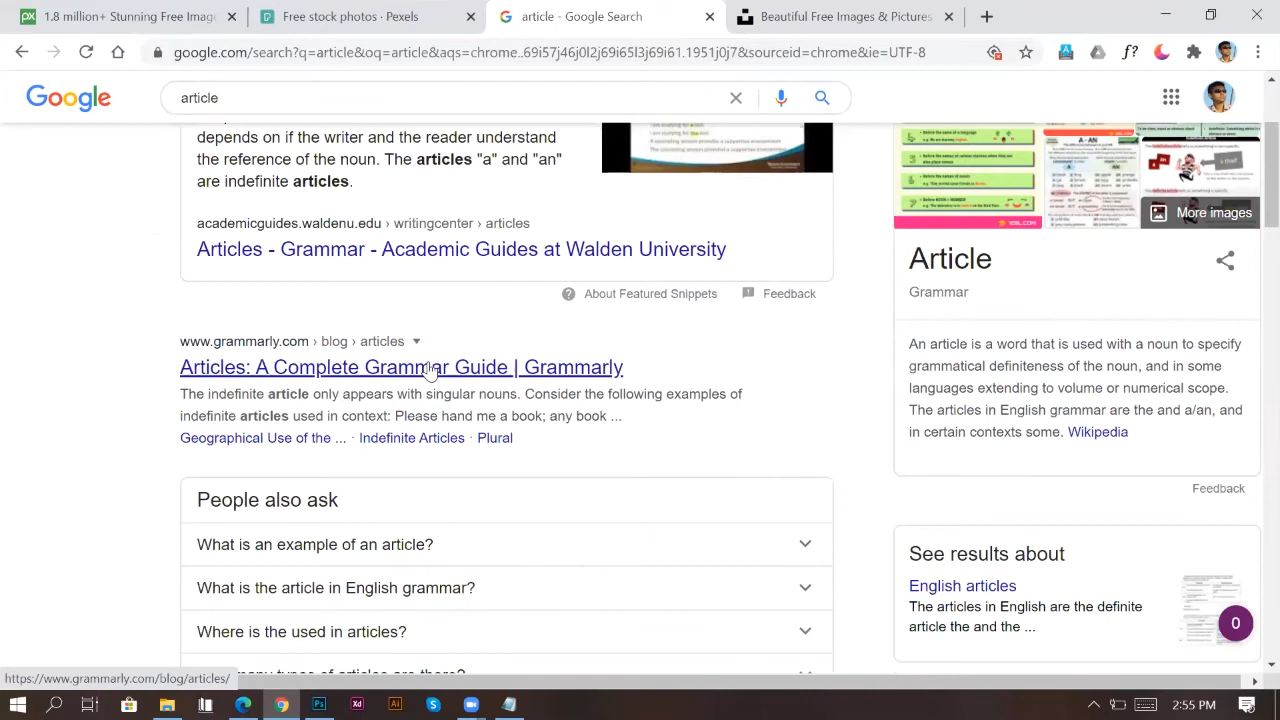 1.8 million+ Stunning Free Images
Free stock photos · Pexels
article - Google Search
Beautiful Free Images & Pictures
google.com/search?q=article&oq=article&aqs=chrome.69i57j46j0l2j69i65l3j69i61.1951j0j7&sourceid=chrome&ie=UTF-8
Google
article
depends on if the writer and the reader understand
the reference of the noun. The articles "a" and "an"
are indefinite articles.
Articles - Grammar - Academic Guides at Walden University
About Featured Snippets
Feedback
www.grammarly.com › blog › articles
Articles: A Complete Grammar Guide | Grammarly
The indefinite article only appears with singular nouns. Consider the following examples of
indefinite articles used in context: Please hand me a book; any book ...
Geographical Use of the ... · Indefinite Articles · Plural
People also ask
What is an example of an article?
What is the article in English grammar?
Where is the use of articles?
How many types of articles are there?
More images
Article
Grammar
An article is a word that is used with a noun to specify
grammatical definiteness of the noun, and in some
languages extending to volume or numerical scope.
The articles in English grammar are the and a/an, and
in certain contexts some. Wikipedia
Feedback
See results about
English articles
The articles in English are the definite
article the and the ...
0
https://www.grammarly.com/blog/articles/
2:55 PM